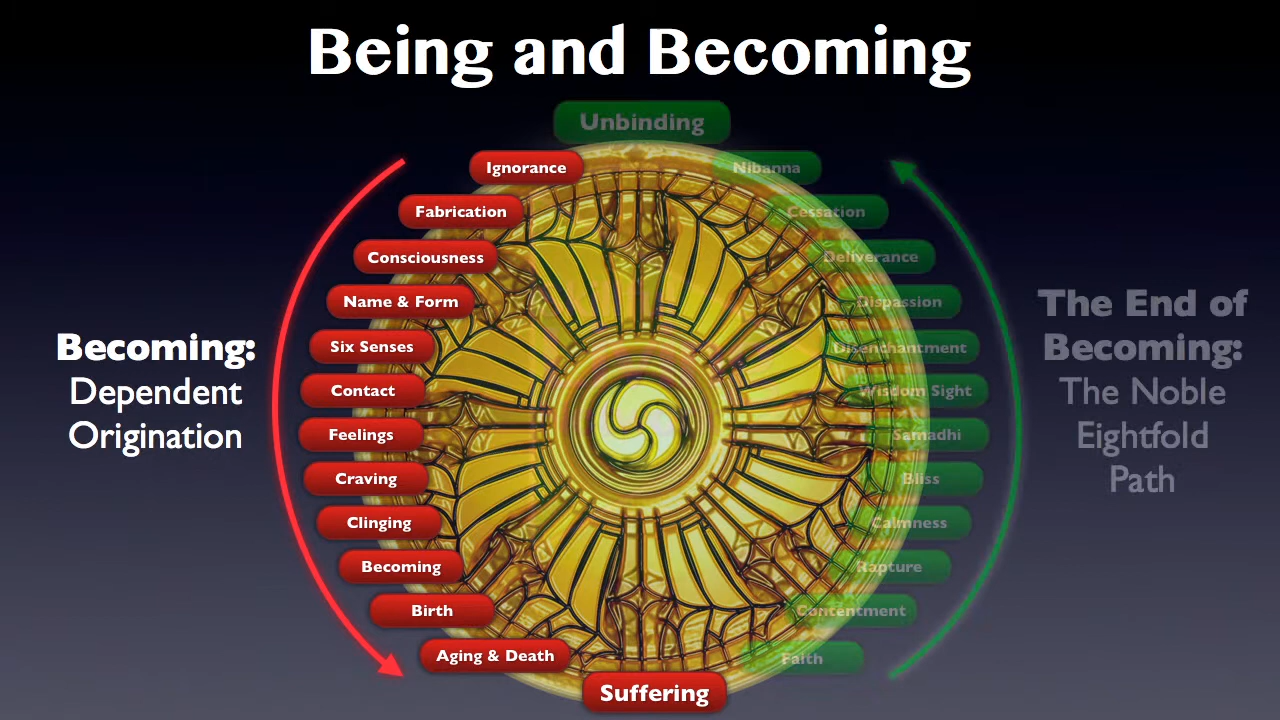 Being and Becoming
Unbinding
Ignorance
Fabrication
Consciousness
Name & Form
Six Senses
Contact
Feelings
Craving
Clinging
Becoming
Birth
Aging & Death
Suffering
Becoming:
Dependent
Origination
Nibanna
Cessation
Deliverance
Dispassion
Disenchantment
Wisdom Sight
Samadhi
Bliss
Calmness
Rapture
Contentment
Faith
The End of
Becoming:
The Noble
Eightfold
Path